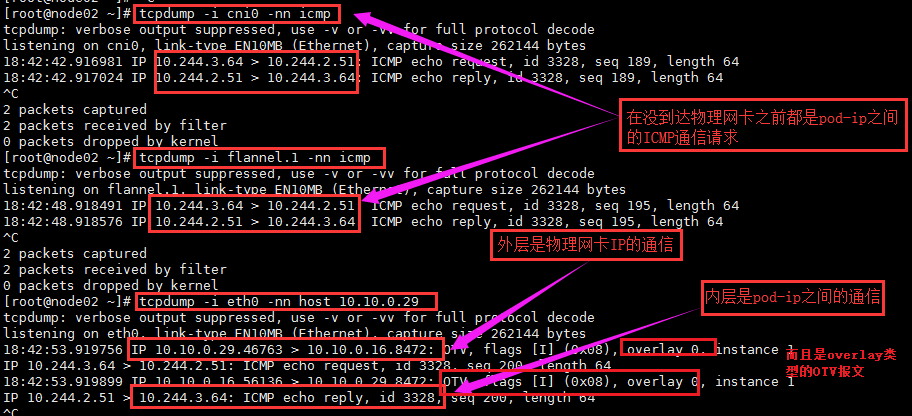 [root@node02 ~]# tcpdump -i cni0 -nn icmp
tcpdump: verbose output suppressed, use -v or -vv for full protocol decode
listening on cni0, link-type EN10MB (Ethernet), capture size 262144 bytes
18:42:42.916981 IP 10.244.3.64 > 10.244.2.51: ICMP echo request, id 3328, seq 189, length 64
18:42:42.917024 IP 10.244.2.51 > 10.244.3.64: ICMP echo reply, id 3328, seq 189, length 64
^C
2 packets captured
2 packets received by filter
0 packets dropped by kernel
在没到达物理网卡之前都是pod-ip之间
的ICMP通信请求
[root@node02 ~]# tcpdump -i flannel.1 -nn icmp
tcpdump: verbose output suppressed, use -v or -vv for full protocol decode
listening on flannel.1, link-type EN10MB (Ethernet), capture size 262144 bytes
18:42:48.918491 IP 10.244.3.64 > 10.244.2.51: ICMP echo request, id 3328, seq 195, length 64
18:42:48.918576 IP 10.244.2.51 > 10.244.3.64: ICMP echo reply, id 3328, seq 195, length 64
^C
2 packets captured
2 packets received by filter
0 packets dropped by kernel
外层是物理网卡IP的通信
内层是pod-ip之间的通信
[root@node02 ~]# tcpdump -i eth0 -nn host 10.10.0.29
tcpdump: verbose output suppressed, use -v or -vv for full protocol decode
listening on eth0, link-type EN10MB (Ethernet), capture size 262144 bytes
18:42:53.919756 IP 10.10.0.29.46763 > 10.10.0.16.8472: OTV, flags [I] (0x08), overlay 0, instance 1
IP 10.244.3.64 > 10.244.2.51: ICMP echo request, id 3328, seq 200, length 64
18:42:53.919899 IP 10.10.0.16.56136 > 10.10.0.29.8472: OTV, flags [I] (0x08), overlay 0, instance 1
IP 10.244.2.51 > 10.244.3.64: ICMP echo reply, id 3328, seq 200, length 64
^C
而且是overlay类
型的OTV报文